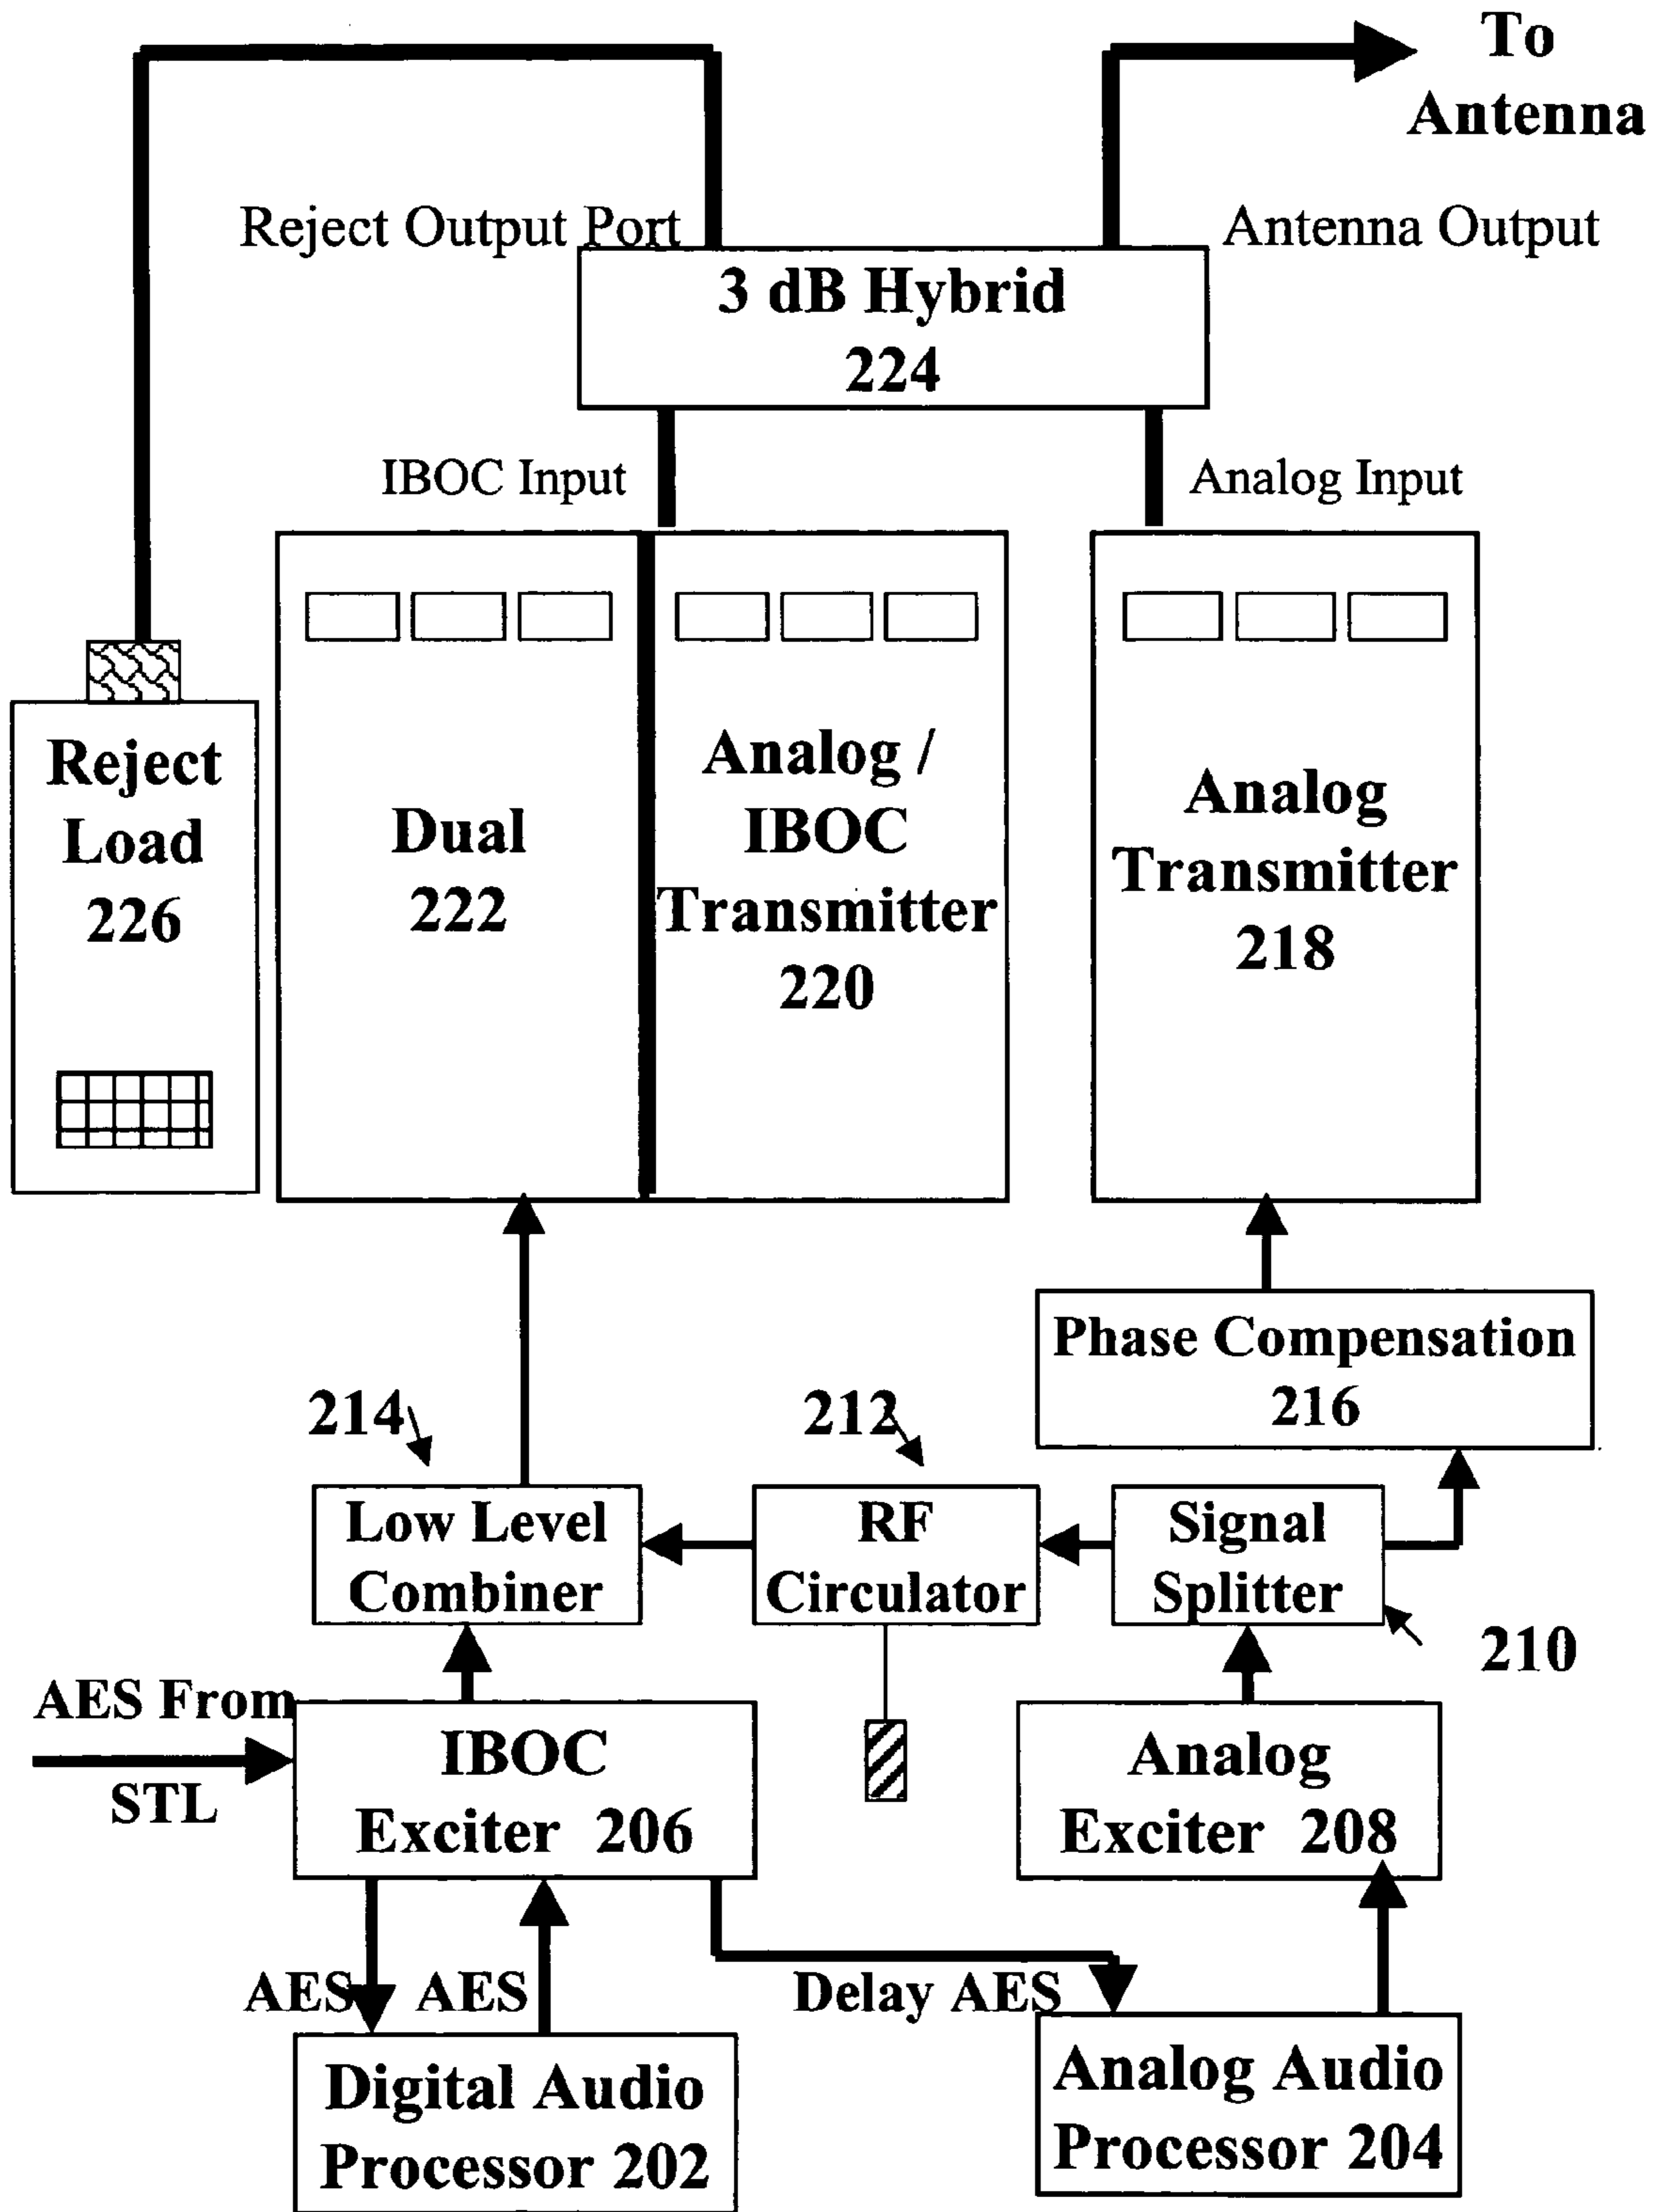 To
Antenna
Reject Output Port
Antenna Output
3 dB Hybrid
224
IBOC Input
Analog Input
Reject
Load
226
Dual
222
Analog /
IBOC
Transmitter
220
Analog
Transmitter
218
Phase Compensation
216
214
212
Low Level
Combiner
RF
Circulator
Signal
Splitter
210
AES From
STL
IBOC
Exciter 206
Analog
Exciter 208
AES
AES
Delay AES
Digital Audio
Processor 202
Analog Audio
Processor 204